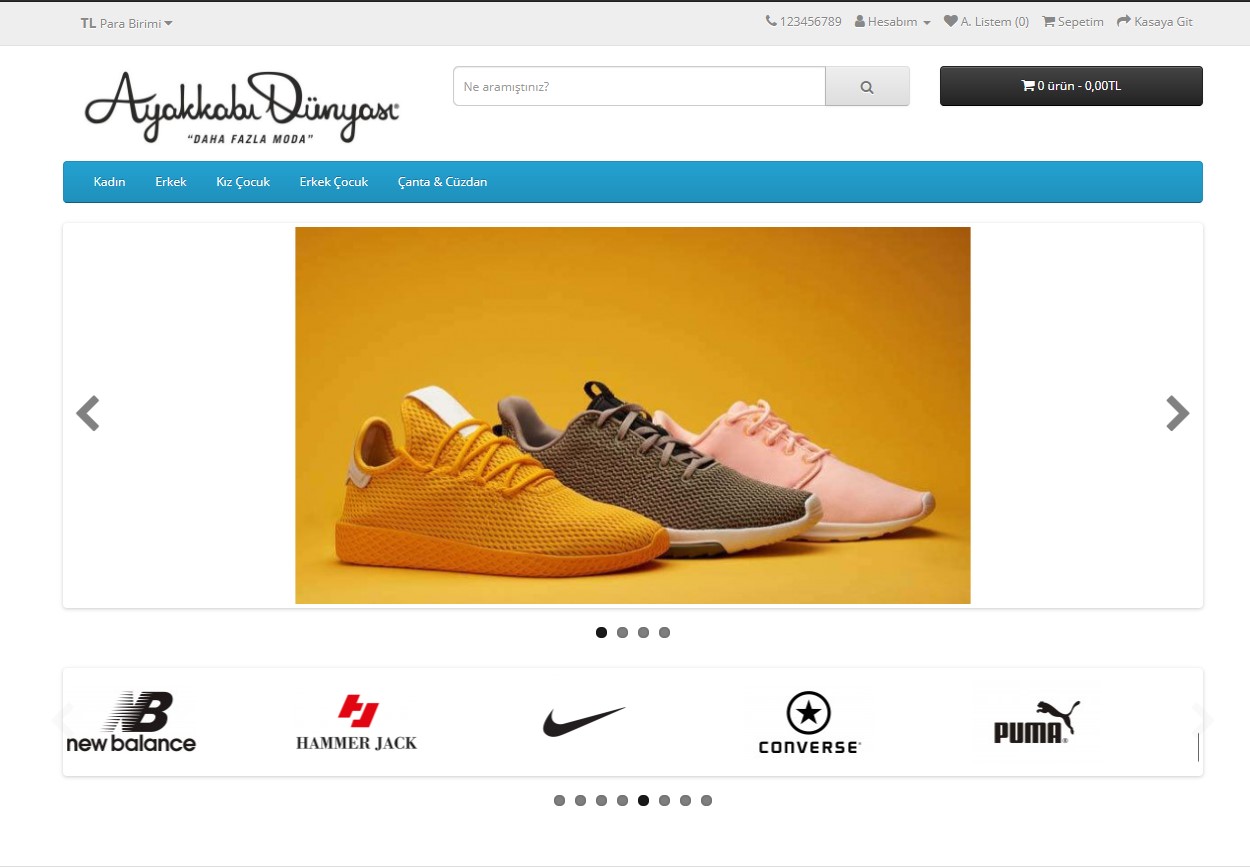 TL Para Birimi
123456789 Hesabım A. Listem (0) Sepetim Kasaya Git
Ayakkabı Dünyası
“DAHA FAZLA MODA”
Ne aramıştınız?
0 ürün - 0,00TL
Kadın Erkek Kız Çocuk Erkek Çocuk Çanta & Cüzdan
NB
new balance
HAMMER JACK
CONVERSE
PUMA